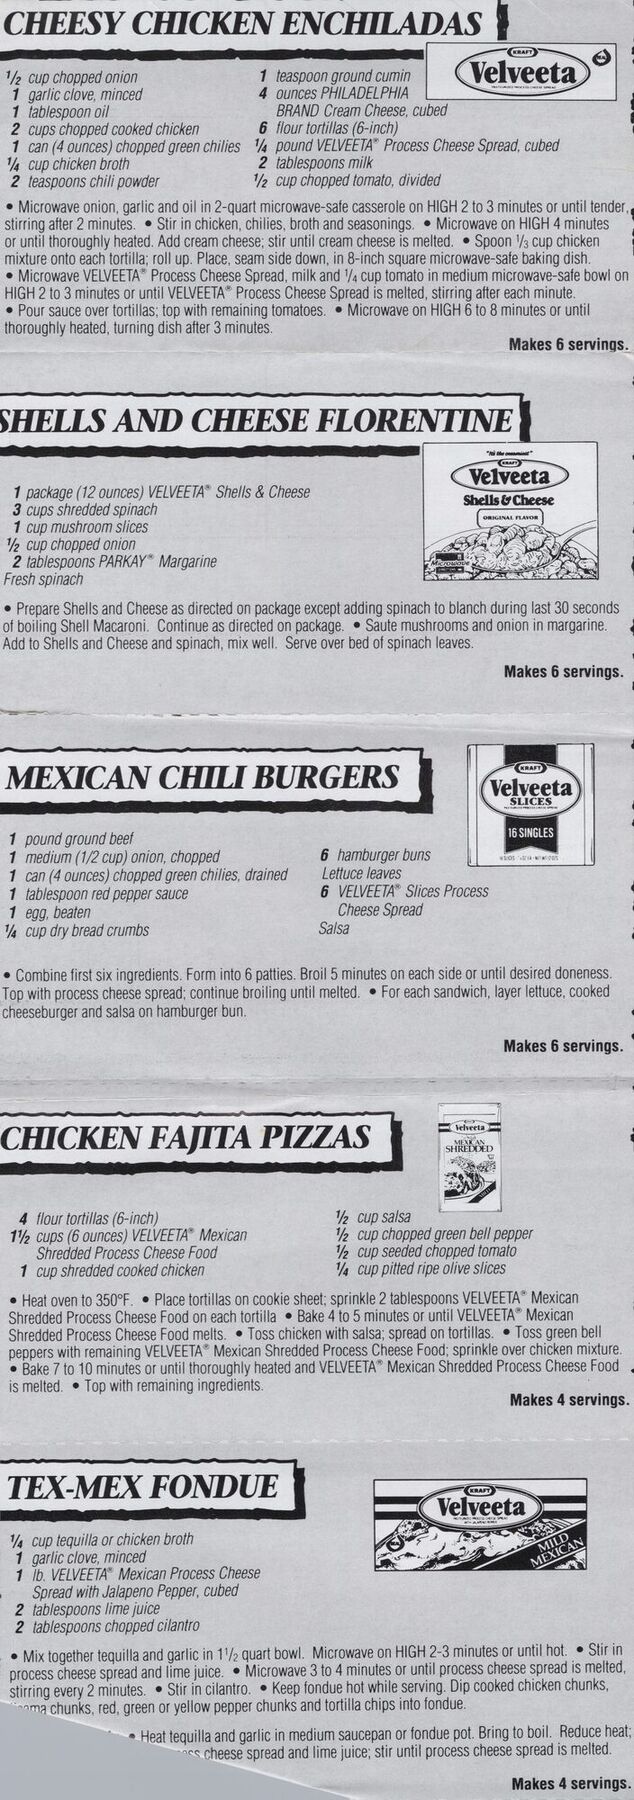 CHEESY CHICKEN ENCHILADAS
KRAFT
Velveeta
1/2 cup chopped onion
1 garlic clove, minced
1 tablespoon oil
2 cups chopped cooked chicken
1 can (4 ounces) chopped green chilies
1/4 cup chicken broth
2 teaspoons chili powder
1 teaspoon ground cumin
4 ounces PHILADELPHIA
BRAND Cream Cheese, cubed
6 flour tortillas (6-inch)
1/4 pound VELVEETA® Process Cheese Spread, cubed
2 tablespoons milk
1/2 cup chopped tomato, divided
• Microwave onion, garlic and oil in 2-quart microwave-safe casserole on HIGH 2 to 3 minutes or until tender,
stirring after 2 minutes. • Stir in chicken, chilies, broth and seasonings. • Microwave on HIGH 4 minutes
or until thoroughly heated. Add cream cheese; stir until cream cheese is melted. • Spoon 1/3 cup chicken
mixture onto each tortilla; roll up. Place, seam side down, in 8-inch square microwave-safe baking dish.
• Microwave VELVEETA® Process Cheese Spread, milk and 1/4 cup tomato in medium microwave-safe bowl on
HIGH 2 to 3 minutes or until VELVEETA® Process Cheese Spread is melted, stirring after each minute.
• Pour sauce over tortillas; top with remaining tomatoes. • Microwave on HIGH 6 to 8 minutes or until
thoroughly heated, turning dish after 3 minutes.
Makes 6 servings.
SHELLS AND CHEESE FLORENTINE
KRAFT
Velveeta
Shells & Cheese
ORIGINAL FLAVOR
Microwave
1 package (12 ounces) VELVEETA® Shells & Cheese
3 cups shredded spinach
1 cup mushroom slices
1/2 cup chopped onion
2 tablespoons PARKAY® Margarine
Fresh spinach
• Prepare Shells and Cheese as directed on package except adding spinach to blanch during last 30 seconds
of boiling Shell Macaroni. Continue as directed on package. • Saute mushrooms and onion in margarine.
Add to Shells and Cheese and spinach, mix well. Serve over bed of spinach leaves.
Makes 6 servings.
MEXICAN CHILI BURGERS
KRAFT
Velveeta
SLICES
16 SINGLES
1 pound ground beef
1 medium (1/2 cup) onion, chopped
1 can (4 ounces) chopped green chilies, drained
1 tablespoon red pepper sauce
1 egg, beaten
1/4 cup dry bread crumbs
6 hamburger buns
Lettuce leaves
6 VELVEETA® Slices Process
Cheese Spread
Salsa
• Combine first six ingredients. Form into 6 patties. Broil 5 minutes on each side or until desired doneness.
Top with process cheese spread; continue broiling until melted. • For each sandwich, layer lettuce, cooked
cheeseburger and salsa on hamburger bun.
Makes 6 servings.
CHICKEN FAJITA PIZZAS
Velveeta
MEXICAN
SHREDDED
4 flour tortillas (6-inch)
1 1/2 cups (6 ounces) VELVEETA® Mexican
Shredded Process Cheese Food
1 cup shredded cooked chicken
1/2 cup salsa
1/2 cup chopped green bell pepper
1/2 cup seeded chopped tomato
1/4 cup pitted ripe olive slices
• Heat oven to 350°F. • Place tortillas on cookie sheet; sprinkle 2 tablespoons VELVEETA® Mexican
Shredded Process Cheese Food on each tortilla • Bake 4 to 5 minutes or until VELVEETA® Mexican
Shredded Process Cheese Food melts. • Toss chicken with salsa; spread on tortillas. • Toss green bell
peppers with remaining VELVEETA® Mexican Shredded Process Cheese Food; sprinkle over chicken mixture.
• Bake 7 to 10 minutes or until thoroughly heated and VELVEETA® Mexican Shredded Process Cheese Food
is melted. • Top with remaining ingredients.
Makes 4 servings.
TEX-MEX FONDUE
KRAFT
Velveeta
MILD
MEXICAN
1/4 cup tequilla or chicken broth
1 garlic clove, minced
1 lb. VELVEETA® Mexican Process Cheese
Spread with Jalapeno Pepper, cubed
2 tablespoons lime juice
2 tablespoons chopped cilantro
• Mix together tequilla and garlic in 1 1/2 quart bowl. Microwave on HIGH 2-3 minutes or until hot. • Stir in
process cheese spread and lime juice. • Microwave 3 to 4 minutes or until process cheese spread is melted,
stirring every 2 minutes. • Stir in cilantro. • Keep fondue hot while serving. Dip cooked chicken chunks,
chunks, red, green or yellow pepper chunks and tortilla chips into fondue.
• Heat tequilla and garlic in medium saucepan or fondue pot. Bring to boil. Reduce heat;
cheese spread and lime juice; stir until process cheese spread is melted.
Makes 4 servings.